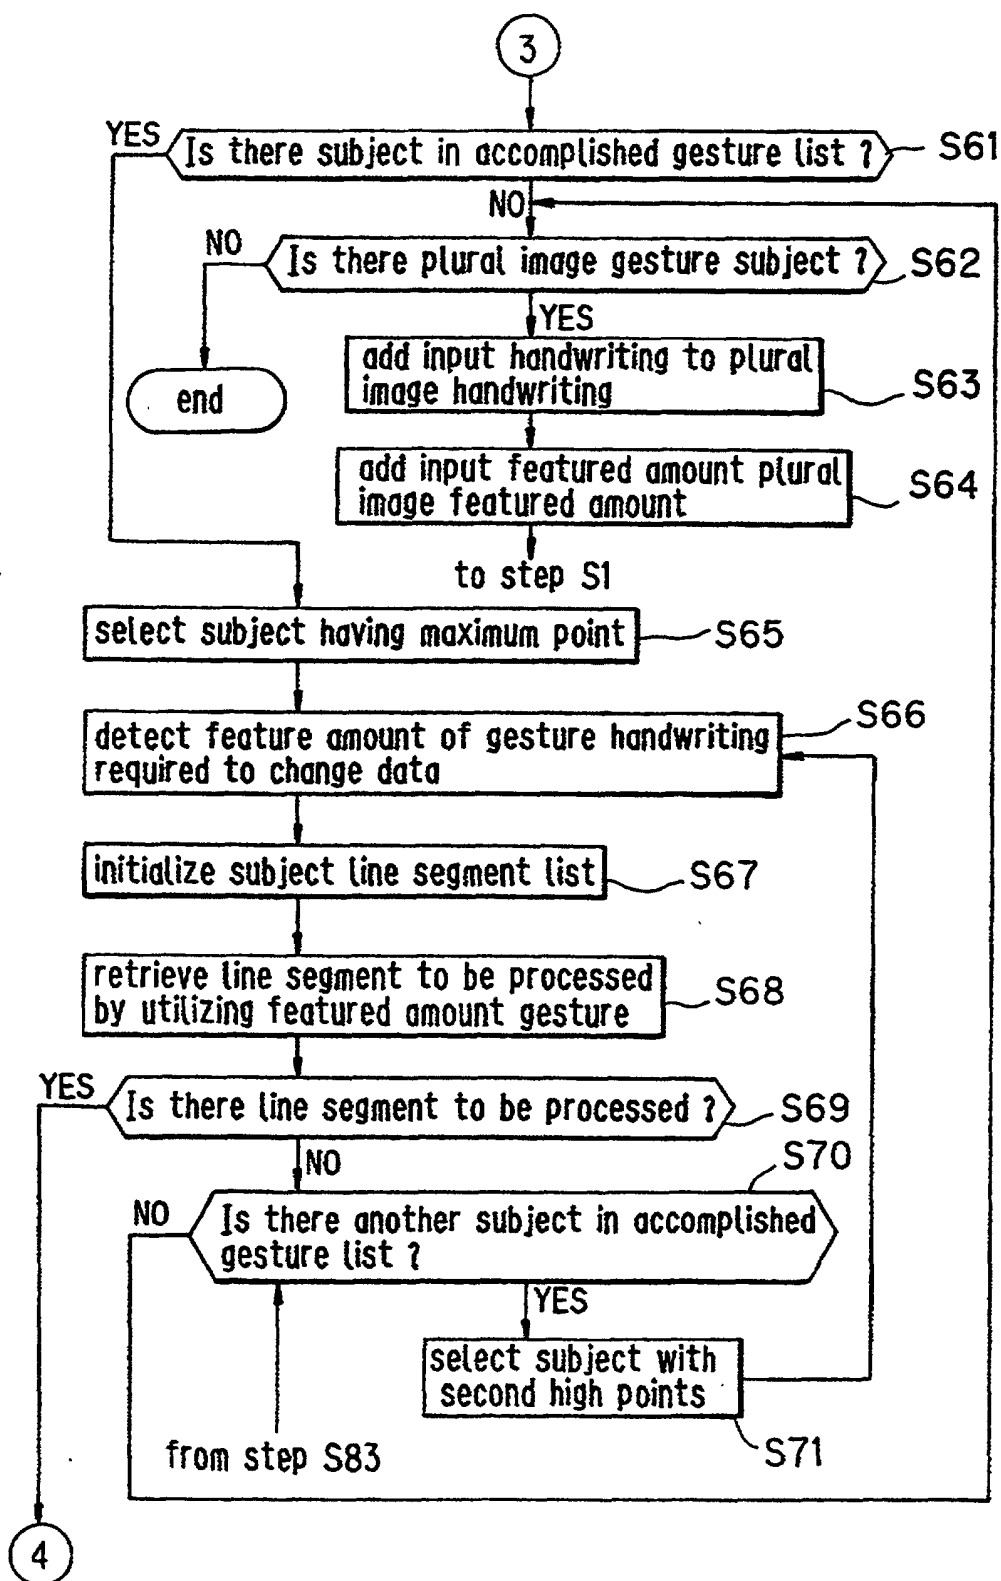 3
YES
Is there subject in accomplished gesture list ?
S61
NO
NO
Is there plural image gesture subject ?
S62
YES
end
add input handwriting to plural
image handwriting
S63
add input featured amount plural
image featured amount
S64
to step S1
select subject having maximum point
S65
detect feature amount of gesture handwriting
required to change data
S66
initialize subject line segment list
S67
retrieve line segment to be processed
by utilizing featured amount gesture
S68
YES
Is there line segment to be processed ?
S69
NO
S70
NO
Is there another subject in accomplished
gesture list ?
YES
select subject with
second high points
S71
from step S83
4